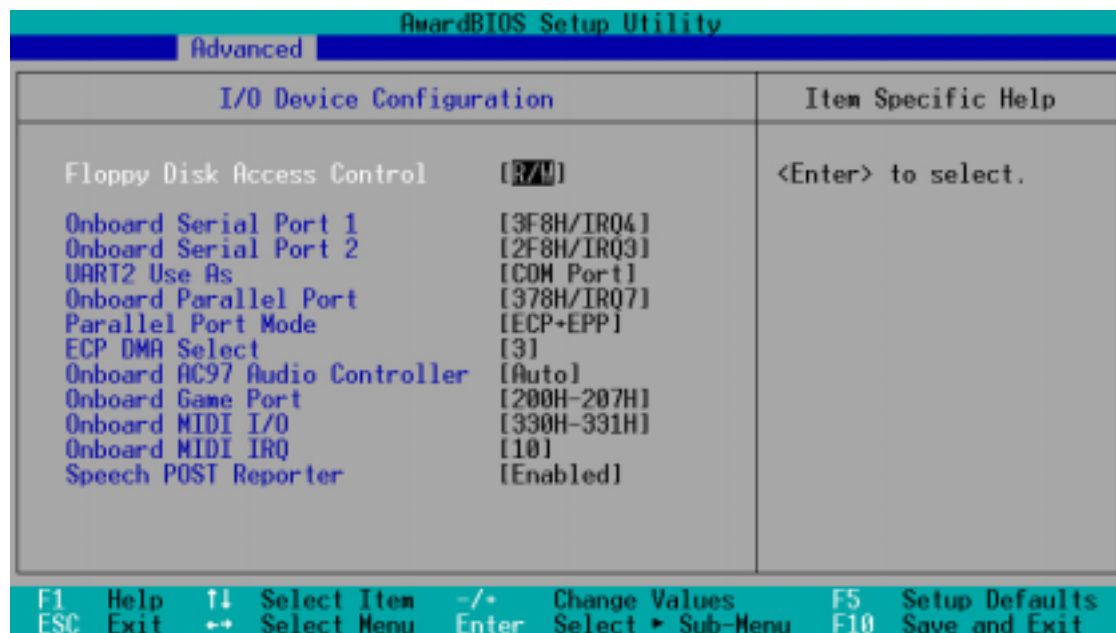 AwardBIOS Setup Utility
Advanced
I/O Device Configuration
Item Specific Help
Floppy Disk Access Control [R/W]
<Enter> to select.
Onboard Serial Port 1 [3F8H/IRQ4]
Onboard Serial Port 2 [2F8H/IRQ3]
UART2 Use As [COM Port]
Onboard Parallel Port [378H/IRQ7]
Parallel Port Mode [ECP+EPP]
ECP DMA Select [3]
Onboard AC97 Audio Controller [Auto]
Onboard Game Port [200H-207H]
Onboard MIDI I/O [330H-331H]
Onboard MIDI IRQ [10]
Speech POST Reporter [Enabled]
F1 Help ↑↓ Select Item -/+ Change Values F5 Setup Defaults
ESC Exit ←→ Select Menu Enter Select ► Sub-Menu F10 Save and Exit